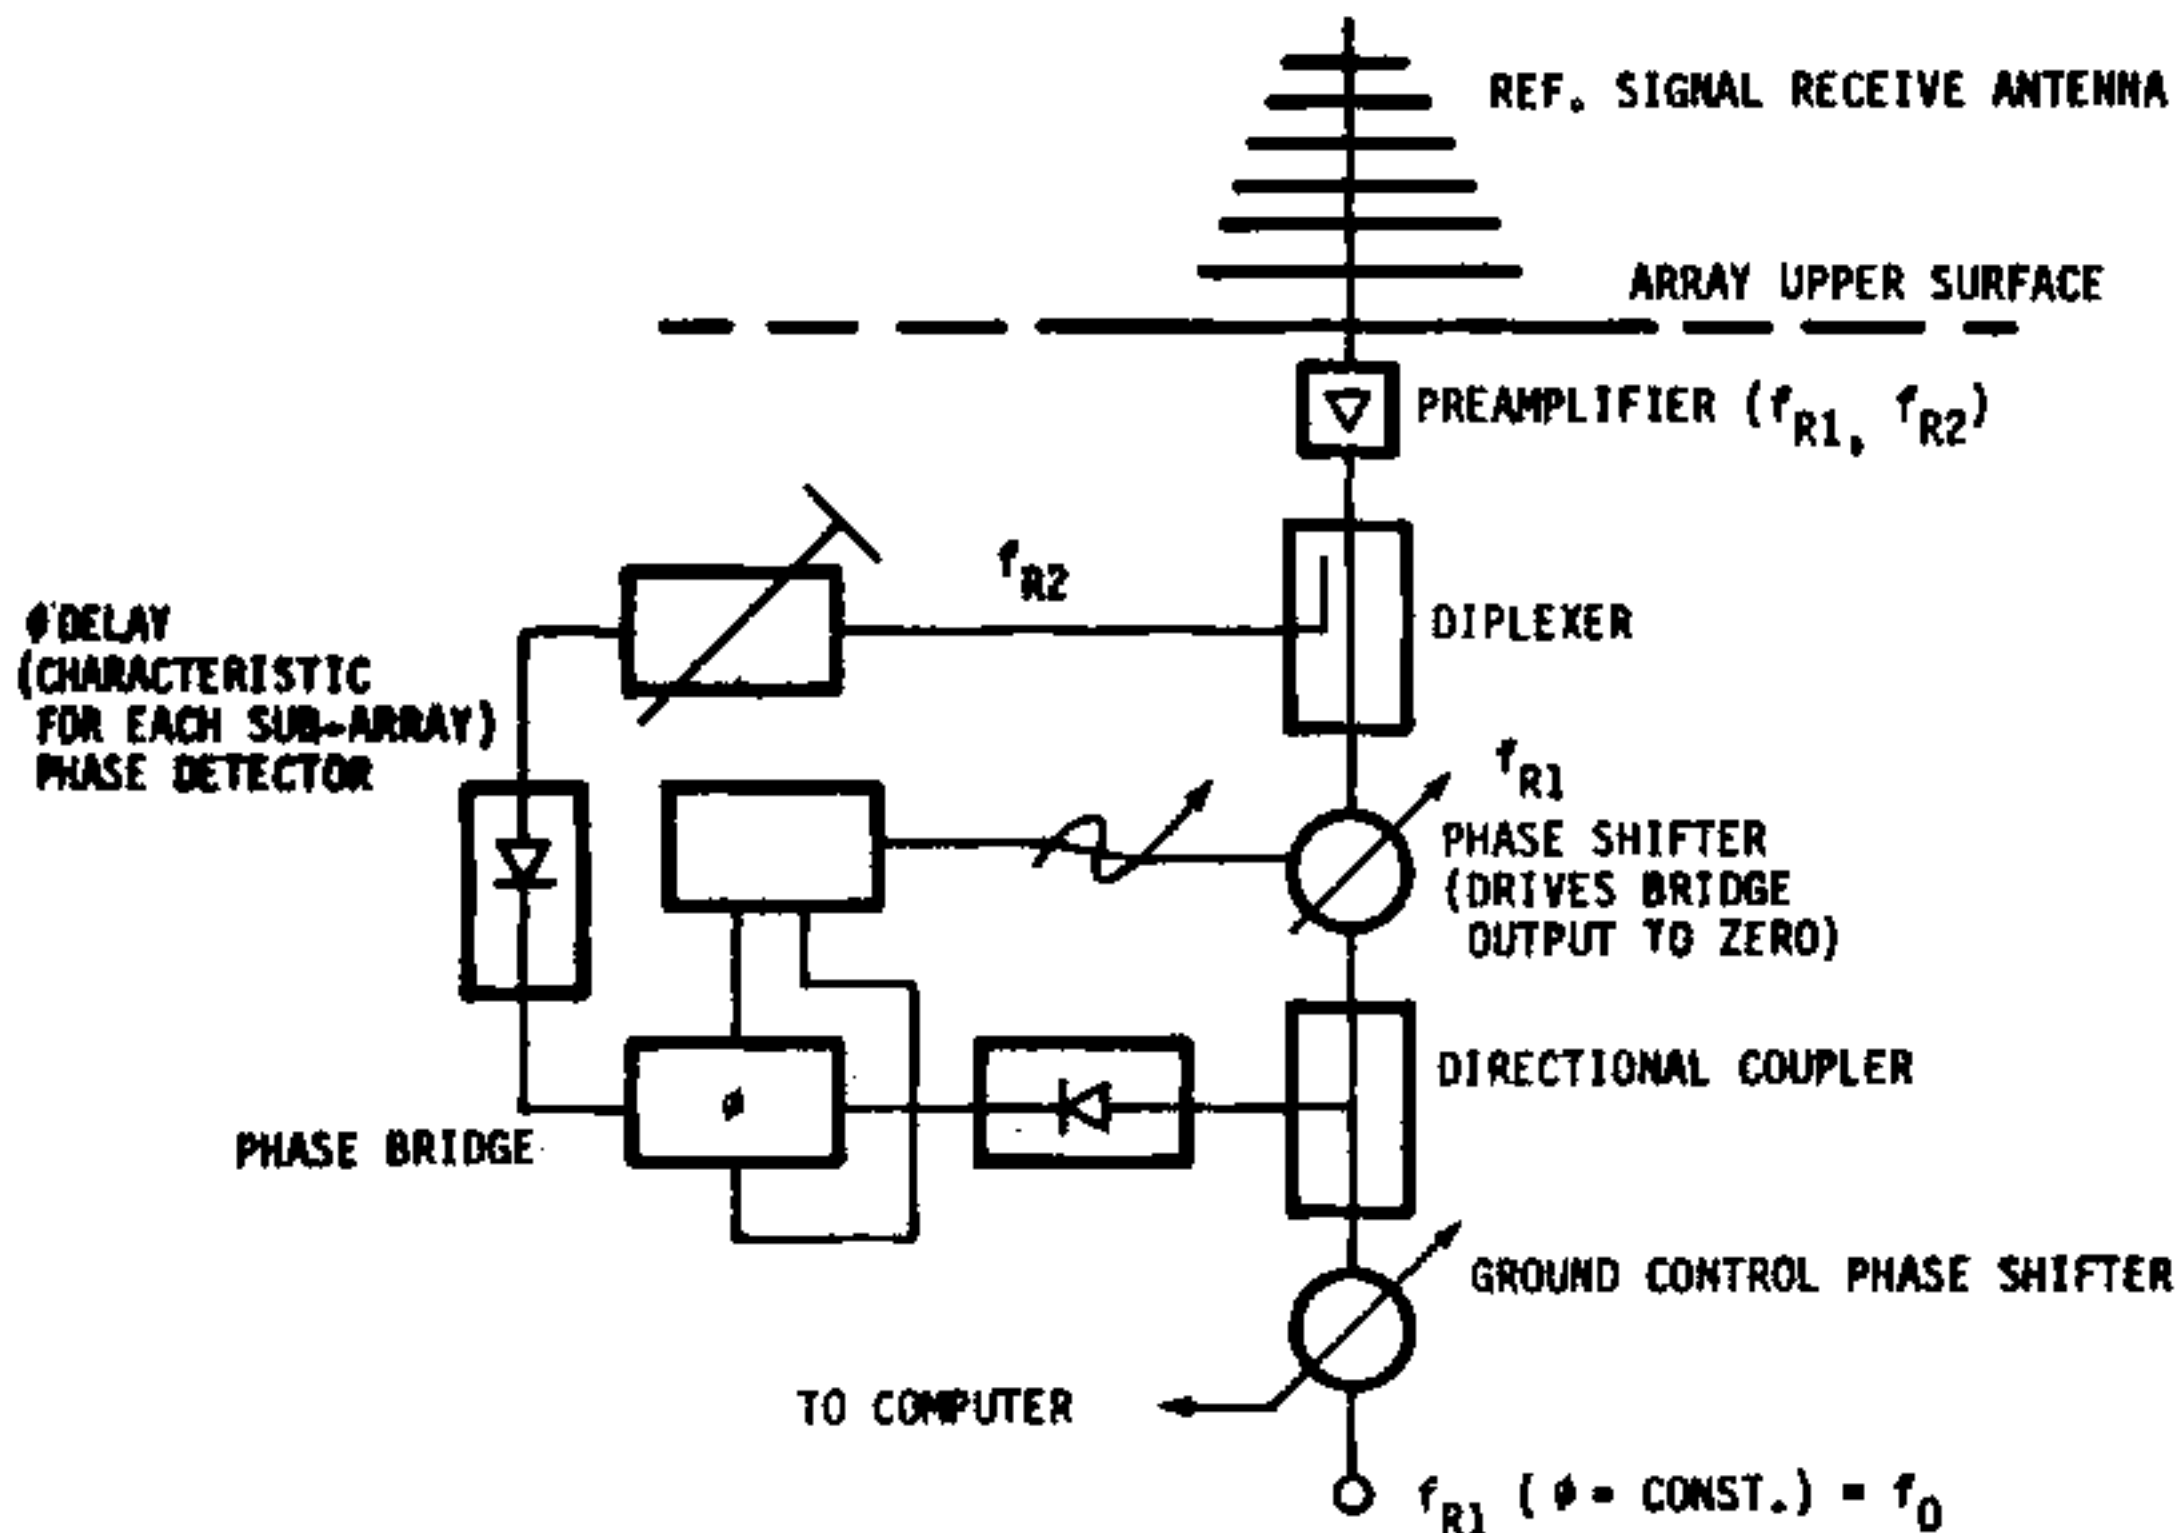 REF. SIGNAL RECEIVE ANTENNA
ARRAY UPPER SURFACE
PREAMPLIFIER (fR1, fR2)
fR2
DIPLEXER
ø DELAY
(CHARACTERISTIC
FOR EACH SUB-ARRAY)
PHASE DETECTOR
fR1
PHASE SHIFTER
(DRIVES BRIDGE
OUTPUT TO ZERO)
DIRECTIONAL COUPLER
ø
PHASE BRIDGE
GROUND CONTROL PHASE SHIFTER
TO COMPUTER
fR1 ( ø = CONST.) = fO